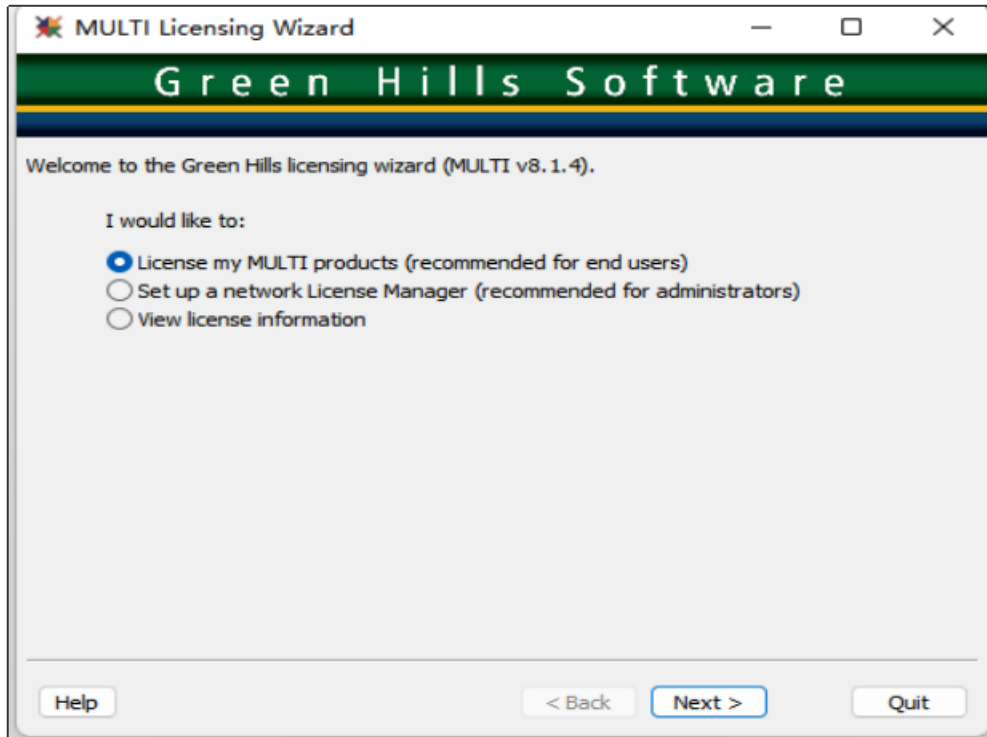 MULTI Licensing Wizard
Green Hills Software
Welcome to the Green Hills licensing wizard (MULTI v8.1.4).
I would like to:
License my MULTI products (recommended for end users)
Set up a network License Manager (recommended for administrators)
View license information
Help < Back Next > Quit